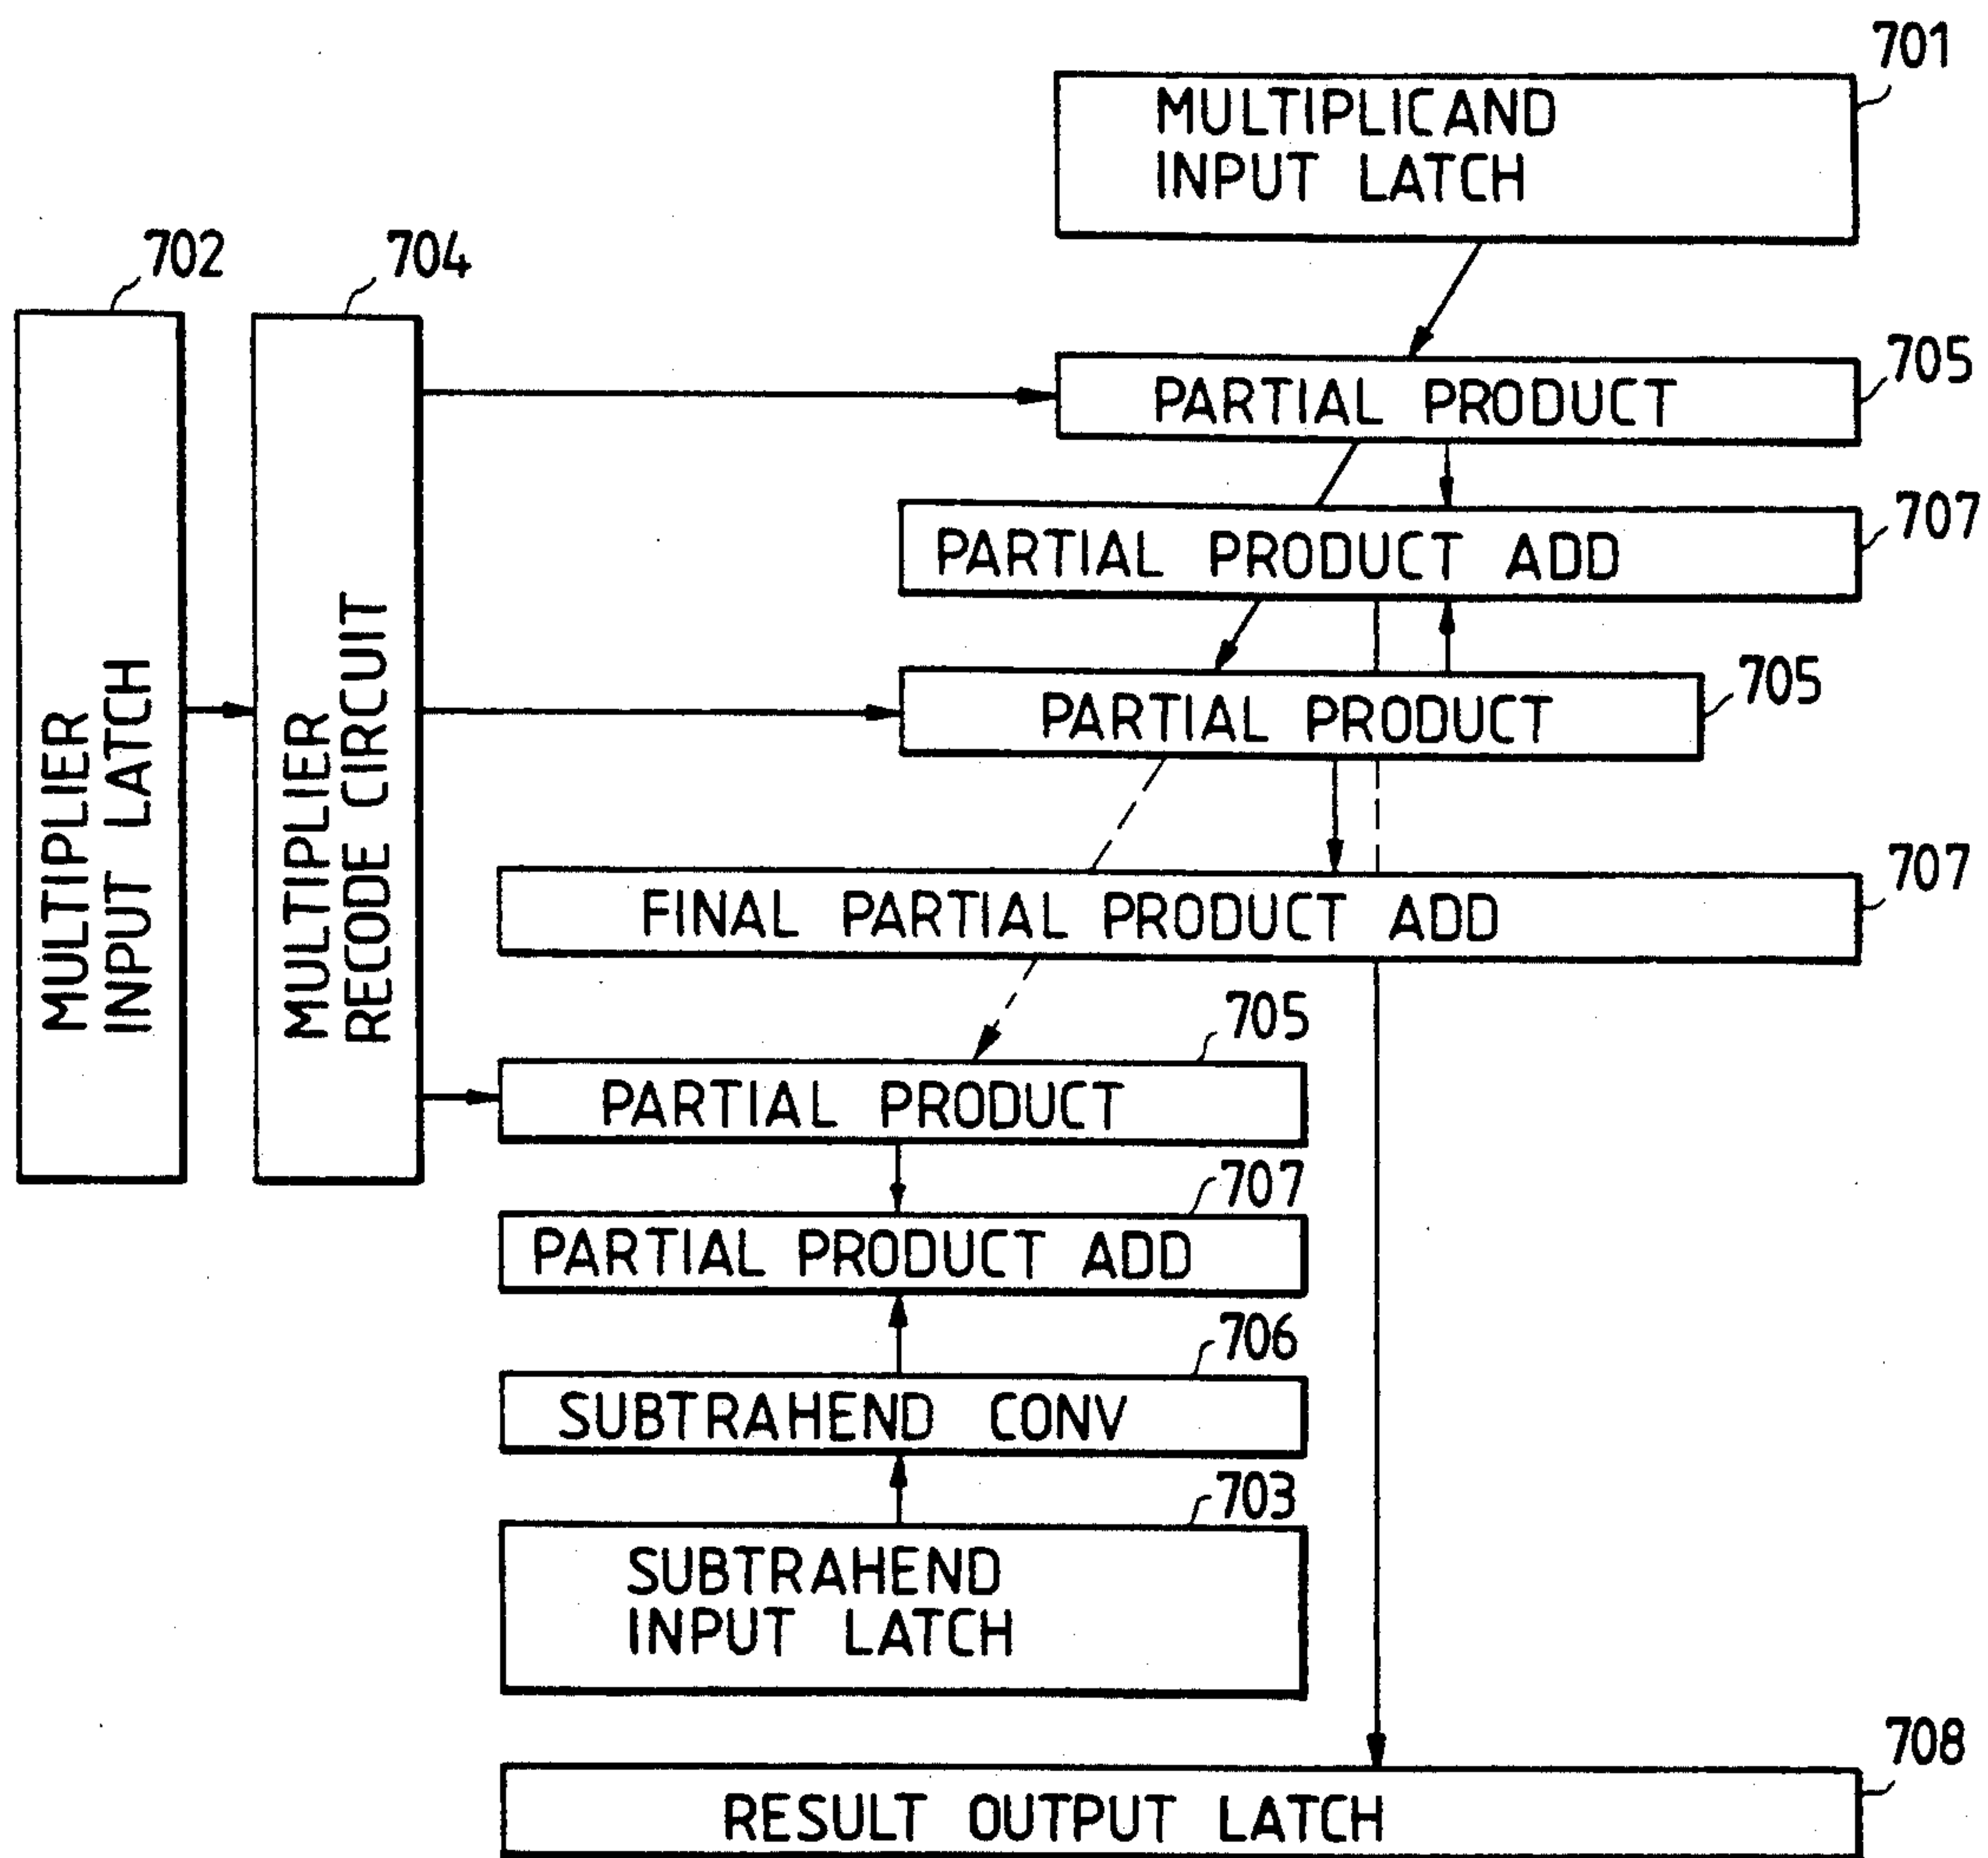 701
MULTIPLICAND
INPUT LATCH
702
704
705
PARTIAL PRODUCT
707
PARTIAL PRODUCT ADD
705
PARTIAL PRODUCT
MULTIPLIER
INPUT LATCH
MULTIPLIER
RECODE CIRCUIT
707
FINAL PARTIAL PRODUCT ADD
705
PARTIAL PRODUCT
707
PARTIAL PRODUCT ADD
706
SUBTRAHEND CONV
703
SUBTRAHEND
INPUT LATCH
708
RESULT OUTPUT LATCH